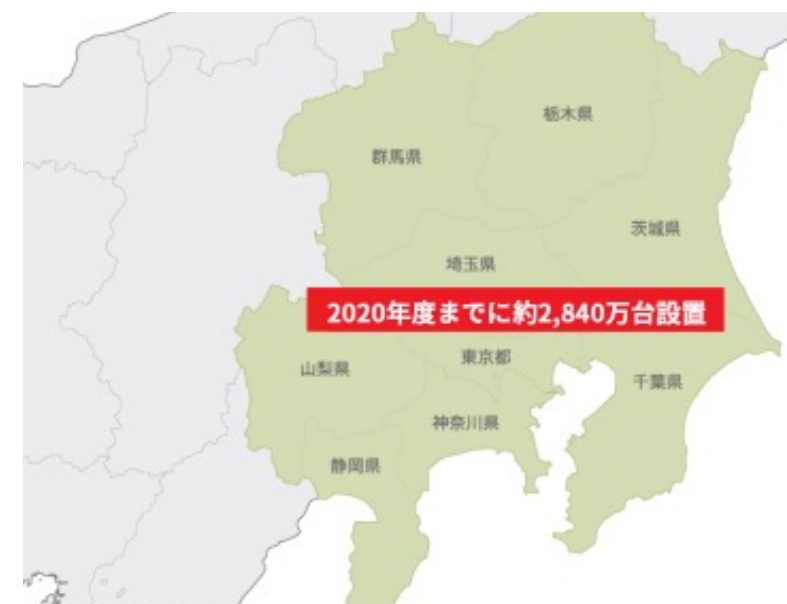 栃木県
群馬県
茨城県
埼玉県
2020年度までに約2,840万台設置
東京都
山梨県
千葉県
神奈川県
静岡県